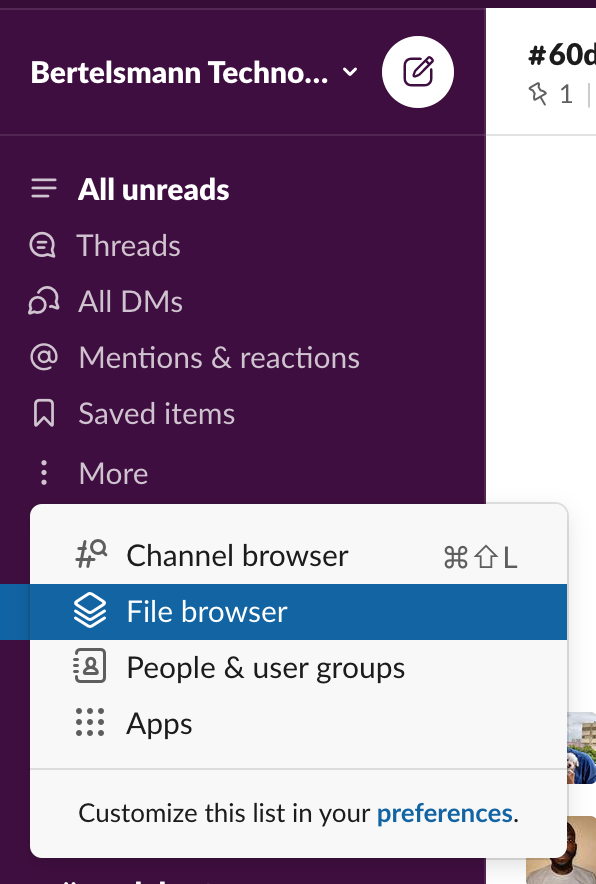 Bertelsmann Techno...
#60d
1
All unreads
Threads
All DMs
Mentions & reactions
Saved items
More
Channel browser ⌘⇧L
File browser
People & user groups
Apps
Customize this list in your preferences.